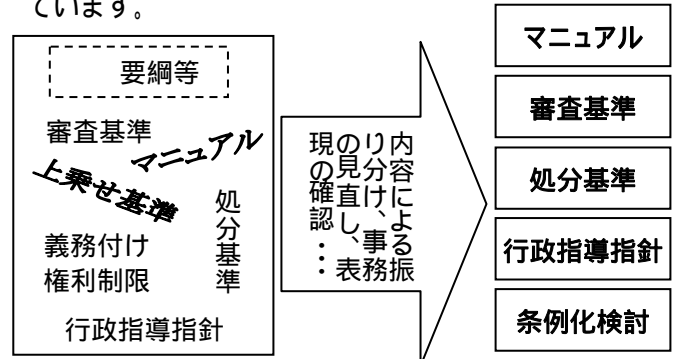 ています。
要綱等
審査基準
マニュアル
上乗せ基準
処分基準
義務付け
権利制限
行政指導指針
内容による振
り分け、事務
の見直し、表
現の確認…
マニュアル
審査基準
処分基準
行政指導指針
条例化検討